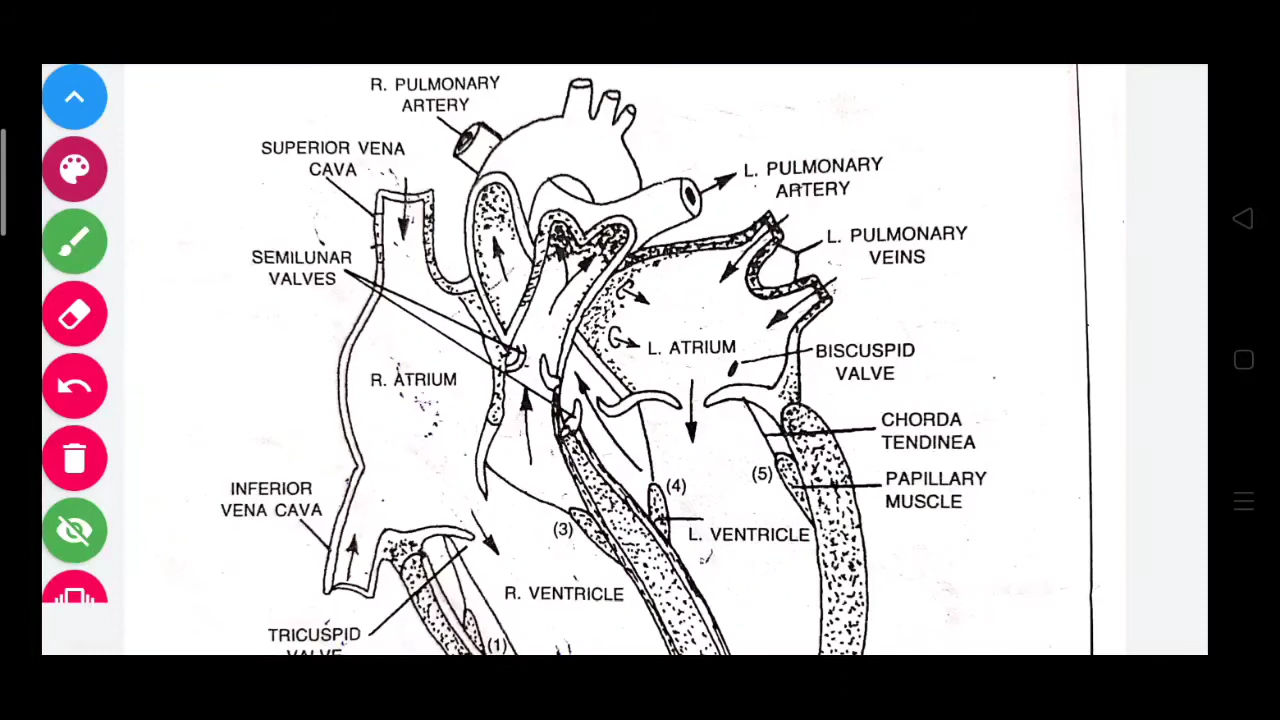 R. PULMONARY
ARTERY
SUPERIOR VENA
CAVA
L. PULMONARY
ARTERY
L. PULMONARY
VEINS
SEMILUNAR
VALVES
L. ATRIUM
BISCUSPID
VALVE
R. ATRIUM
CHORDA
TENDINEA
(5)
PAPILLARY
MUSCLE
(4)
INFERIOR
VENA CAVA
(3)
L. VENTRICLE
R. VENTRICLE
TRICUSPID
VALVE
(1)